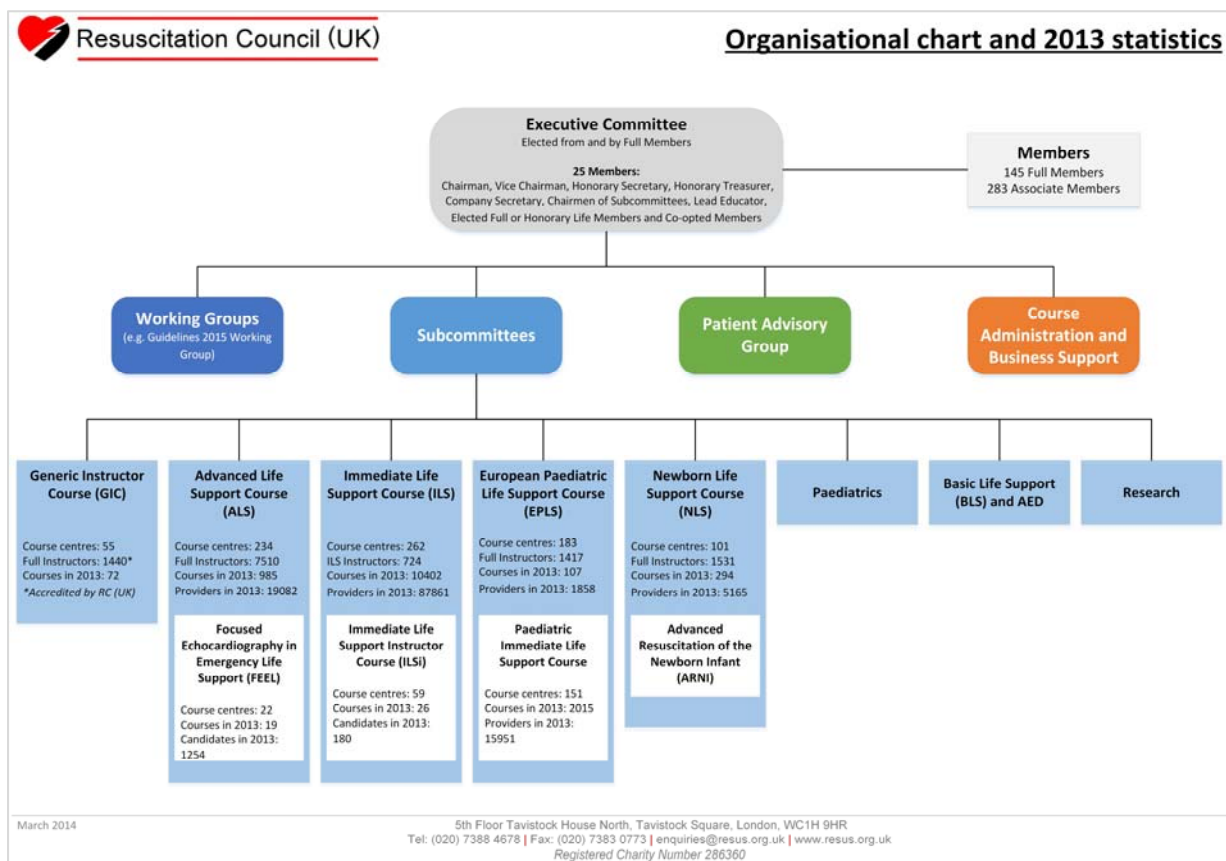 Resuscitation Council (UK)
Organisational chart and 2013 statistics
Executive Committee
Elected from and by Full Members
25 Members:
Chairman, Vice Chairman, Honorary Secretary, Honorary Treasurer,
Company Secretary, Chairmen of Subcommittees, Lead Educator,
Elected Full or Honorary Life Members and Co-opted Members
Members
145 Full Members
283 Associate Members
Working Groups
(e.g. Guidelines 2015 Working
Group)
Subcommittees
Patient Advisory
Group
Course
Administration and
Business Support
Generic Instructor
Course (GIC)
Course centres: 55
Full Instructors: 1440*
Courses in 2013: 72
*Accredited by RC (UK)
Advanced Life
Support Course
(ALS)
Course centres: 234
Full Instructors: 7510
Courses in 2013: 985
Providers in 2013: 19082
Focused
Echocardiography in
Emergency Life
Support (FEEL)
Course centres: 22
Courses in 2013: 19
Candidates in 2013:
1254
Immediate Life
Support Course (ILS)
Course centres: 262
ILS Instructors: 724
Courses in 2013: 10402
Providers in 2013: 87861
Immediate Life
Support Instructor
Course (ILSi)
Course centres: 59
Courses in 2013: 26
Candidates in 2013:
180
European Paediatric
Life Support Course
(EPLS)
Course centres: 183
Full Instructors: 1417
Courses in 2013: 107
Providers in 2013: 1858
Paediatric
Immediate Life
Support Course
Course centres: 151
Courses in 2013: 2015
Providers in 2013:
15951
Newborn Life
Support Course
(NLS)
Course centres: 101
Full Instructors: 1531
Courses in 2013: 294
Providers in 2013: 5165
Advanced
Resuscitation of the
Newborn Infant
(ARNI)
Paediatrics
Basic Life Support
(BLS) and AED
Research
March 2014
5th Floor Tavistock House North, Tavistock Square, London, WC1H 9HR
Tel: (020) 7388 4678 | Fax: (020) 7383 0773 | enquiries@resus.org.uk | www.resus.org.uk
Registered Charity Number 286360